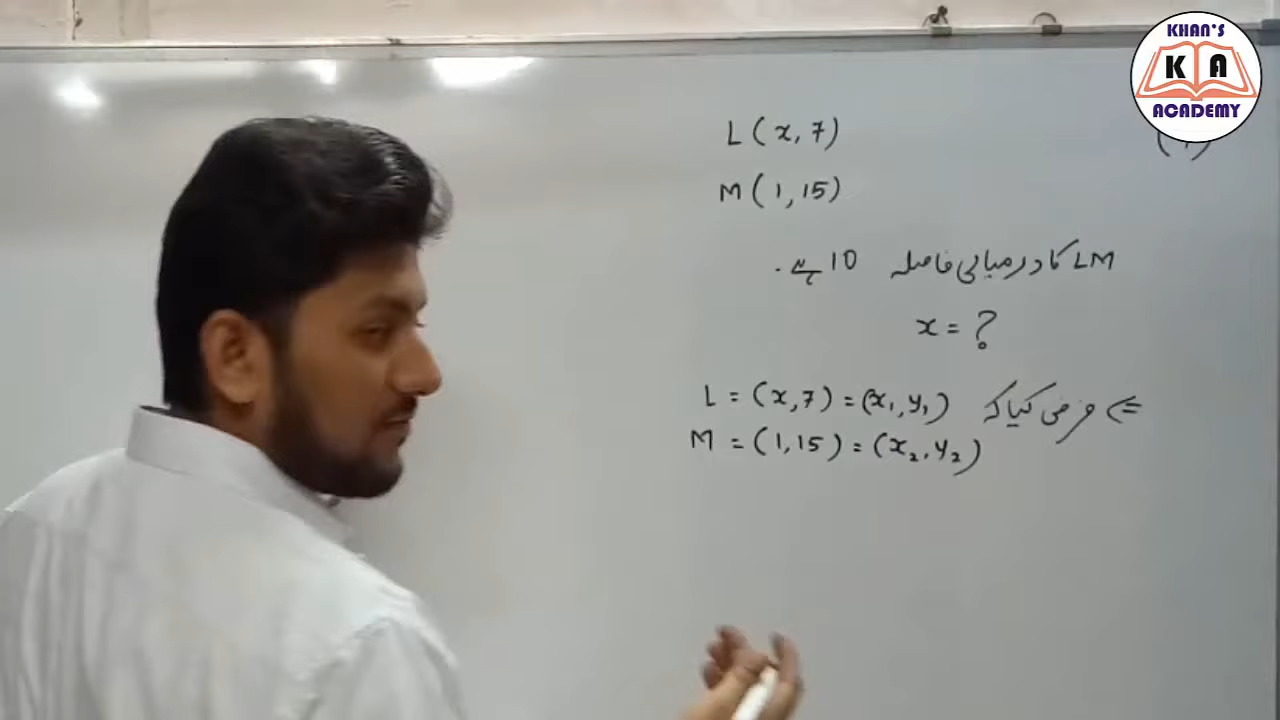 KHAN'S
K A
ACADEMY
L (x, 7)
M (1, 15)
LM کا درمیانی فاصلہ 10 ہے۔
x = ?
⇐ فرض کیا کہ L = (x, 7) = (x₁, y₁)
M = (1, 15) = (x₂, y₂)